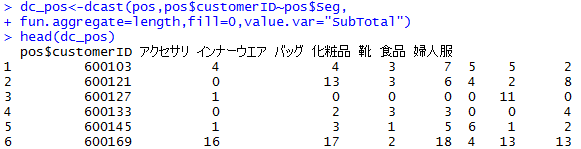 > dc_pos<-dcast(pos,pos$customerID~pos$Seg,
+ fun.aggregate=length,fill=0,value.var="SubTotal")
> head(dc_pos)
pos$customerID アクセサリ インナーウエア バッグ 化粧品 靴 食品 婦人服
1 600103 4 4 3 7 5 5 2
2 600121 0 13 3 6 4 2 8
3 600127 1 0 0 0 0 11 0
4 600133 0 2 3 3 0 0 4
5 600145 1 3 1 5 6 1 2
6 600169 16 17 2 18 4 13 13